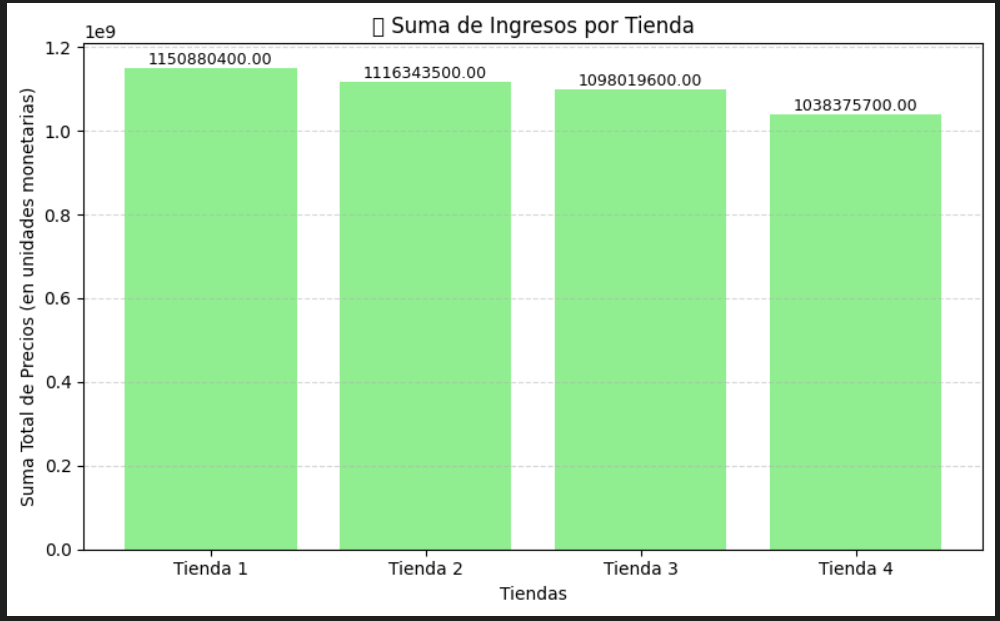 Suma de Ingresos por Tienda
1e9
1.2
1.0
0.8
0.6
0.4
0.2
0.0
Suma Total de Precios (en unidades monetarias)
1150880400.00
1116343500.00
1098019600.00
1038375700.00
Tienda 1
Tienda 2
Tienda 3
Tienda 4
Tiendas